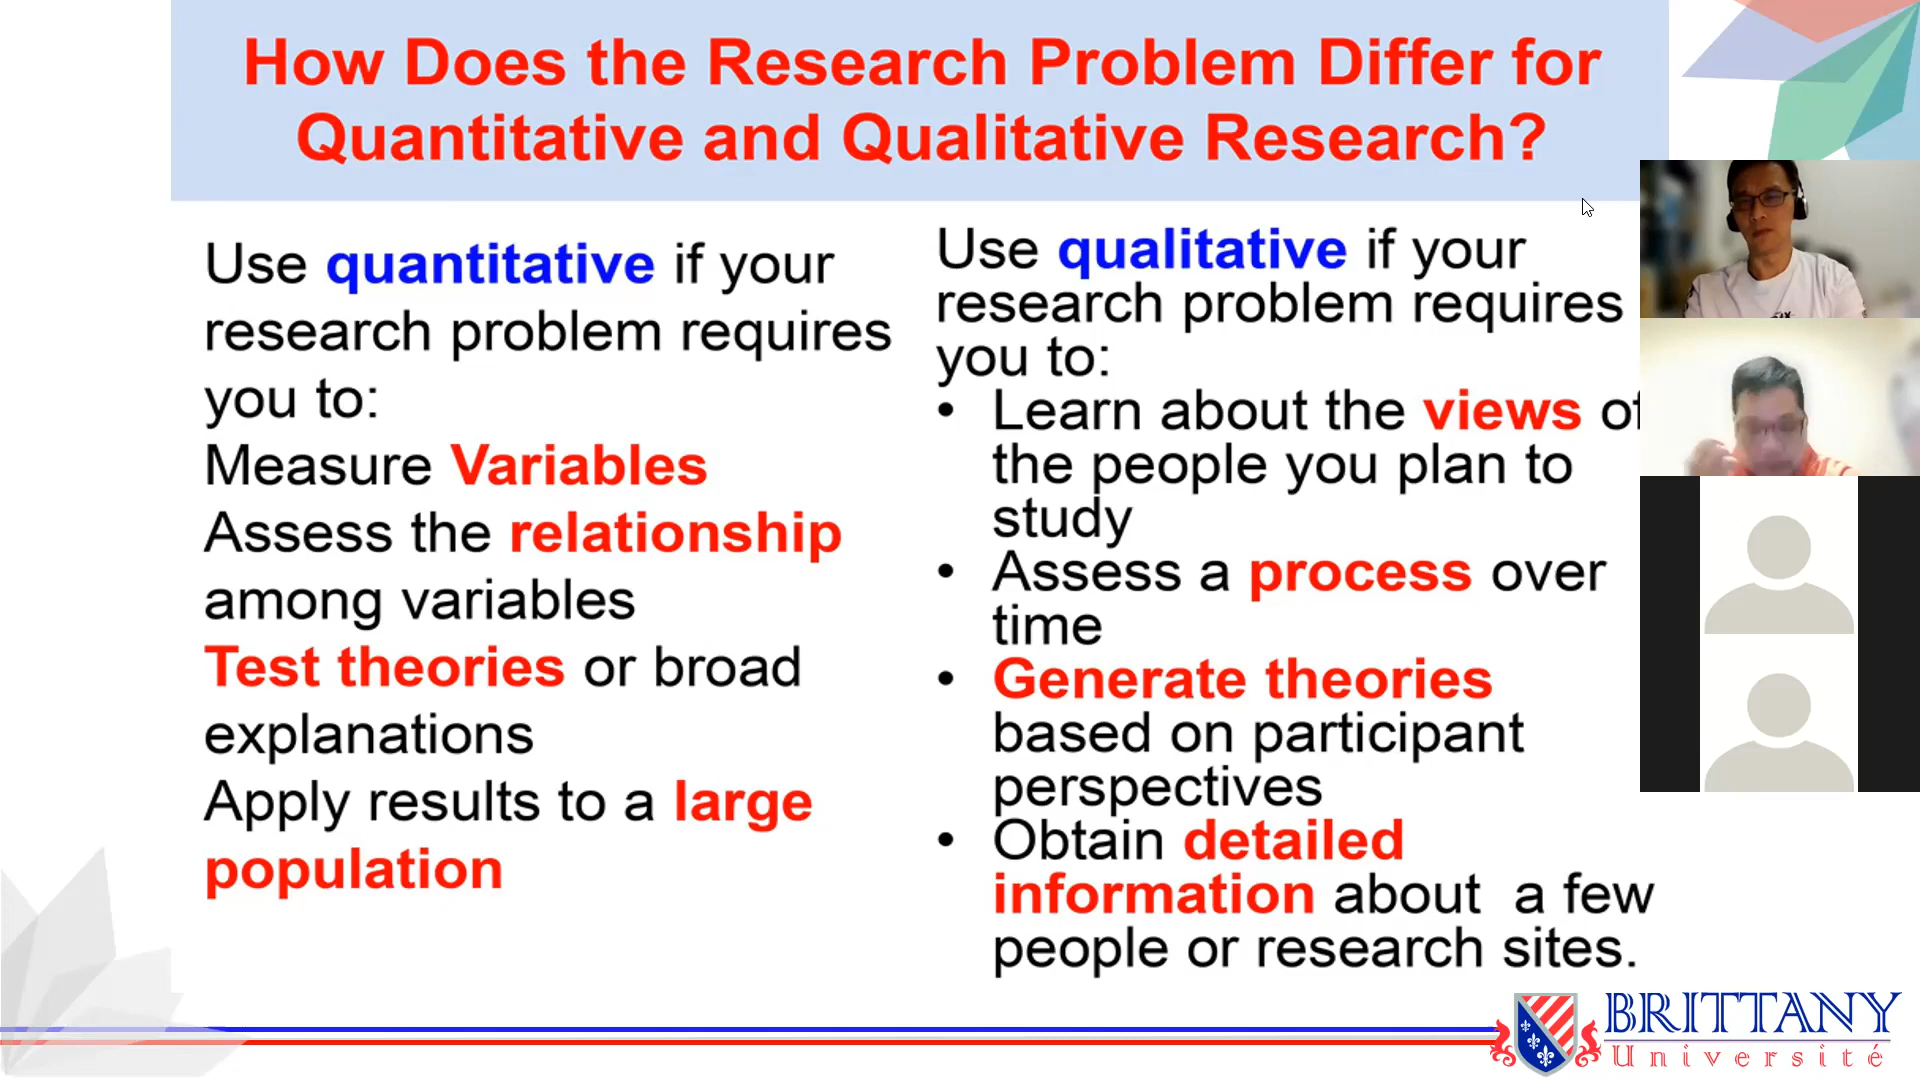 How Does the Research Problem Differ for
Quantitative and Qualitative Research?
Use quantitative if your
research problem requires
you to:
Measure Variables
Assess the relationship
among variables
Test theories or broad
explanations
Apply results to a large
population
Use qualitative if your
research problem requires
you to:
• Learn about the views of
the people you plan to
study
• Assess a process over
time
• Generate theories
based on participant
perspectives
• Obtain detailed
information about a few
people or research sites.
BRITTANY
Université